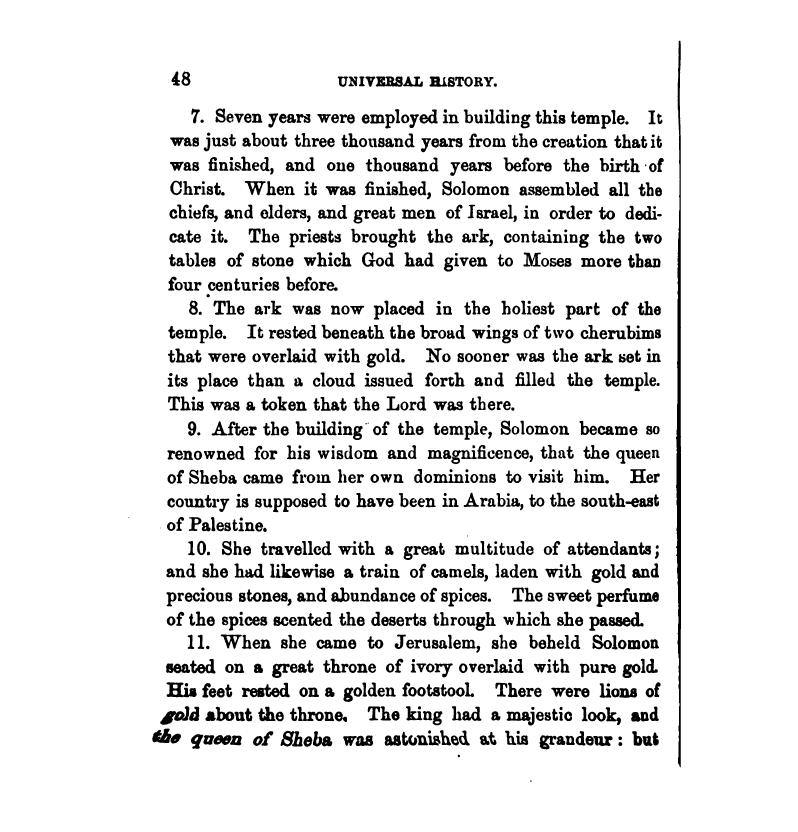 48 UNIVERSAL HISTORY.
7. Seven years were employed in building this temple. It
was just about three thousand years from the creation that it
was finished, and one thousand years before the birth of
Christ. When it was finished, Solomon assembled all the
chiefs, and elders, and great men of Israel, in order to dedi-
cate it. The priests brought the ark, containing the two
tables of stone which God had given to Moses more than
four centuries before.
8. The ark was now placed in the holiest part of the
temple. It rested beneath the broad wings of two cherubims
that were overlaid with gold. No sooner was the ark set in
its place than a cloud issued forth and filled the temple.
This was a token that the Lord was there.
9. After the building of the temple, Solomon became so
renowned for his wisdom and magnificence, that the queen
of Sheba came from her own dominions to visit him. Her
country is supposed to have been in Arabia, to the south-east
of Palestine.
10. She travelled with a great multitude of attendants;
and she had likewise a train of camels, laden with gold and
precious stones, and abundance of spices. The sweet perfume
of the spices scented the deserts through which she passed.
11. When she came to Jerusalem, she beheld Solomon
seated on a great throne of ivory overlaid with pure gold.
His feet rested on a golden footstool. There were lions of
gold about the throne. The king had a majestic look, and
the queen of Sheba was astonished at his grandeur: but